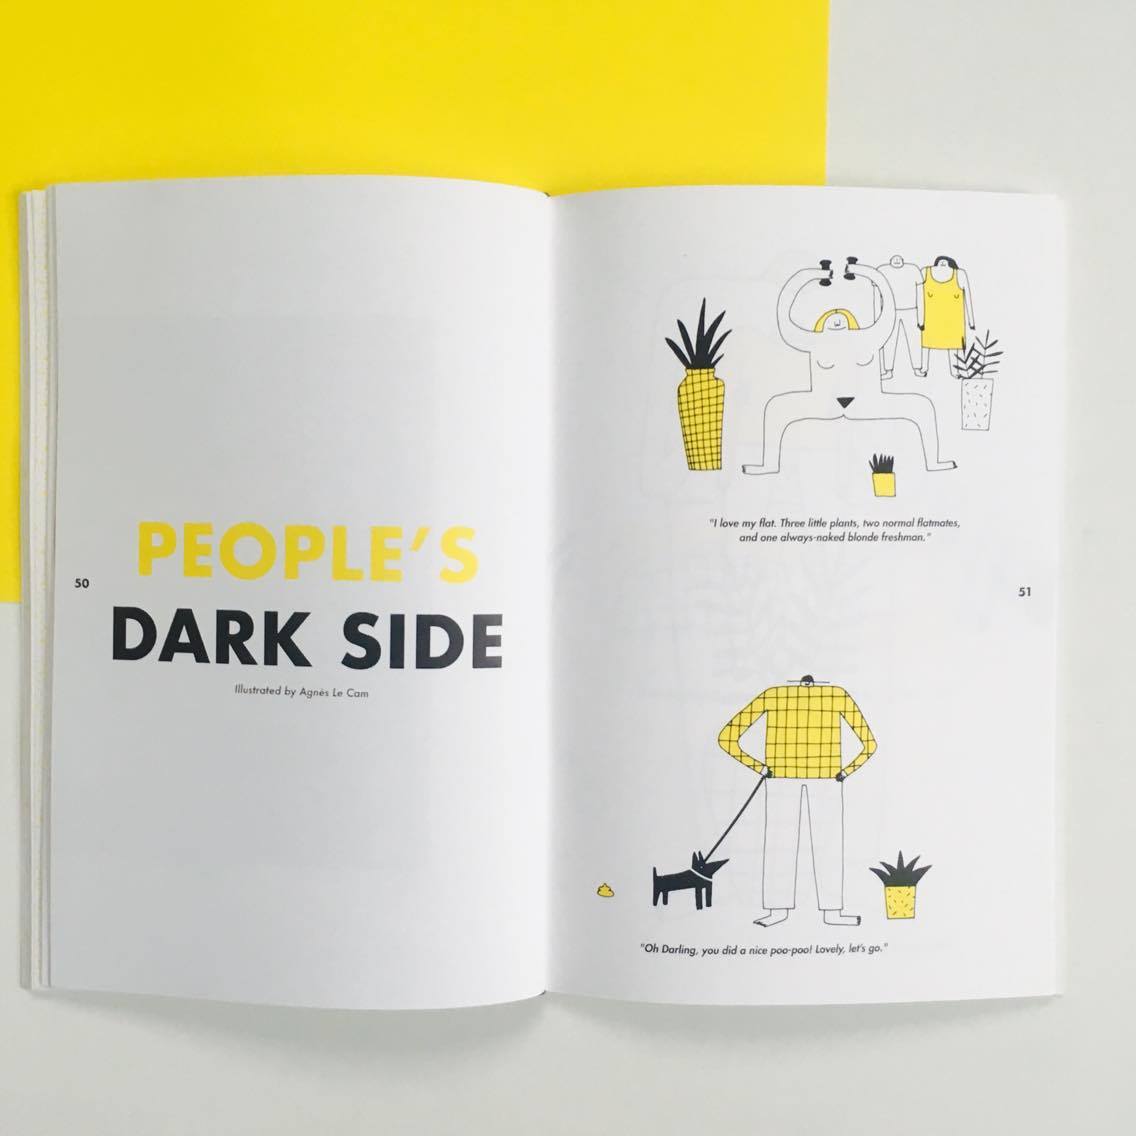 PEOPLE'S
50
DARK SIDE
Illustrated by Agnès Le Cam
"I love my flat. Three little plants, two normal flatmates,
and one always-naked blonde freshman."
51
"Oh Darling, you did a nice poo-poo! Lovely, let's go."